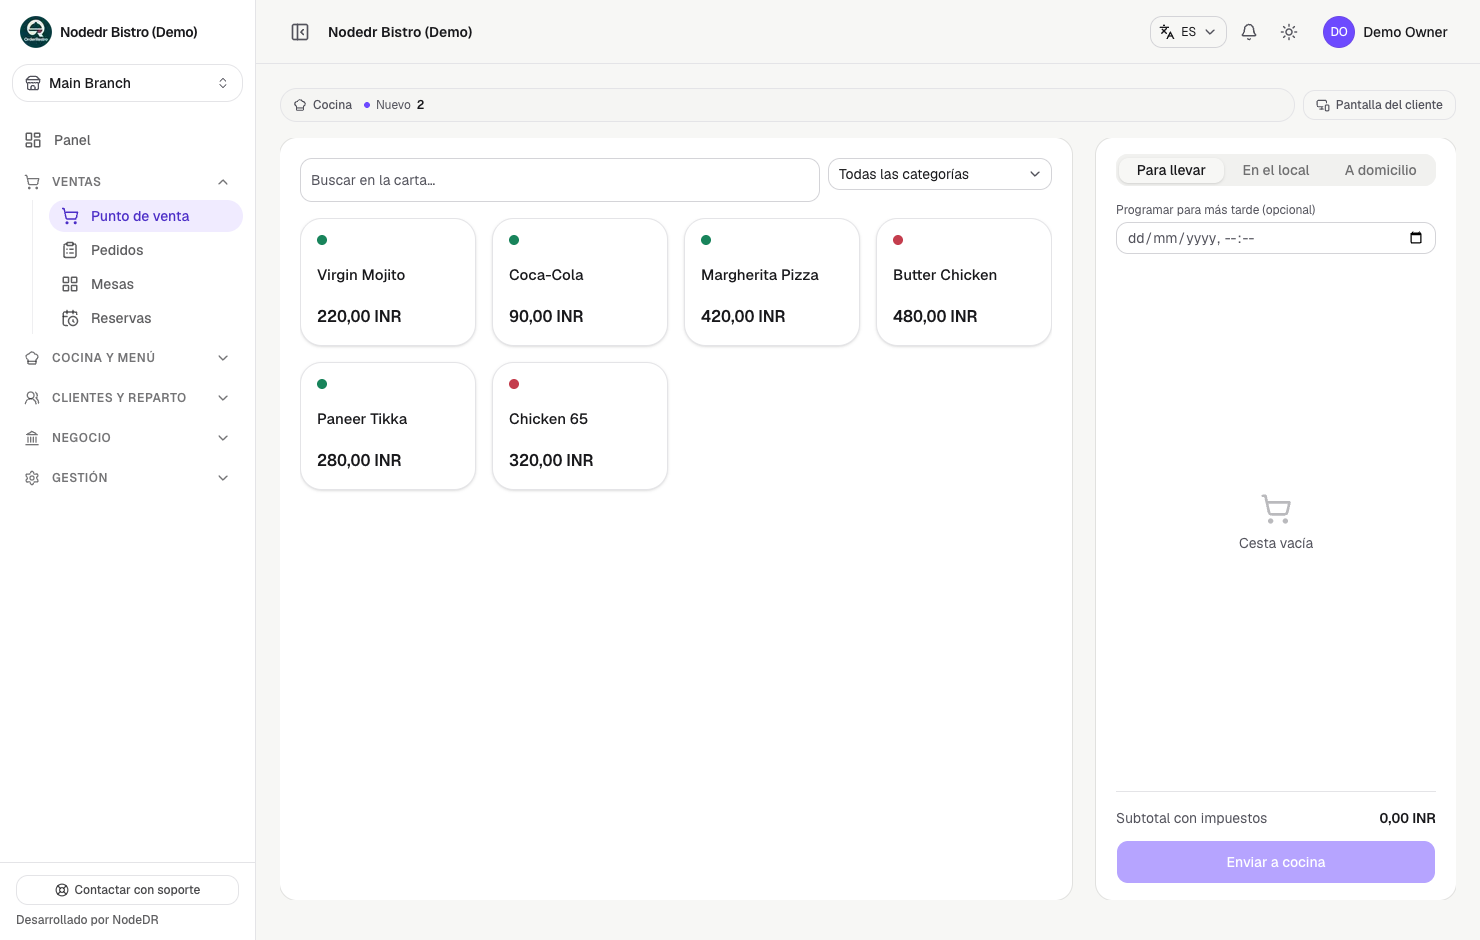 Nodedr Bistro (Demo)
Main Branch
Panel
VENTAS
Punto de venta
Pedidos
Mesas
Reservas
COCINA Y MENÚ
CLIENTES Y REPARTO
NEGOCIO
GESTIÓN
Contactar con soporte
Desarrollado por NodeDR
Nodedr Bistro (Demo)
ES
DO
Demo Owner
Cocina
Nuevo 2
Pantalla del cliente
Buscar en la carta...
Todas las categorías
Virgin Mojito
220,00 INR
Coca-Cola
90,00 INR
Margherita Pizza
420,00 INR
Butter Chicken
480,00 INR
Paneer Tikka
280,00 INR
Chicken 65
320,00 INR
Para llevar
En el local
A domicilio
Programar para más tarde (opcional)
dd/mm/yyyy, --:--
Cesta vacía
Subtotal con impuestos
0,00 INR
Enviar a cocina